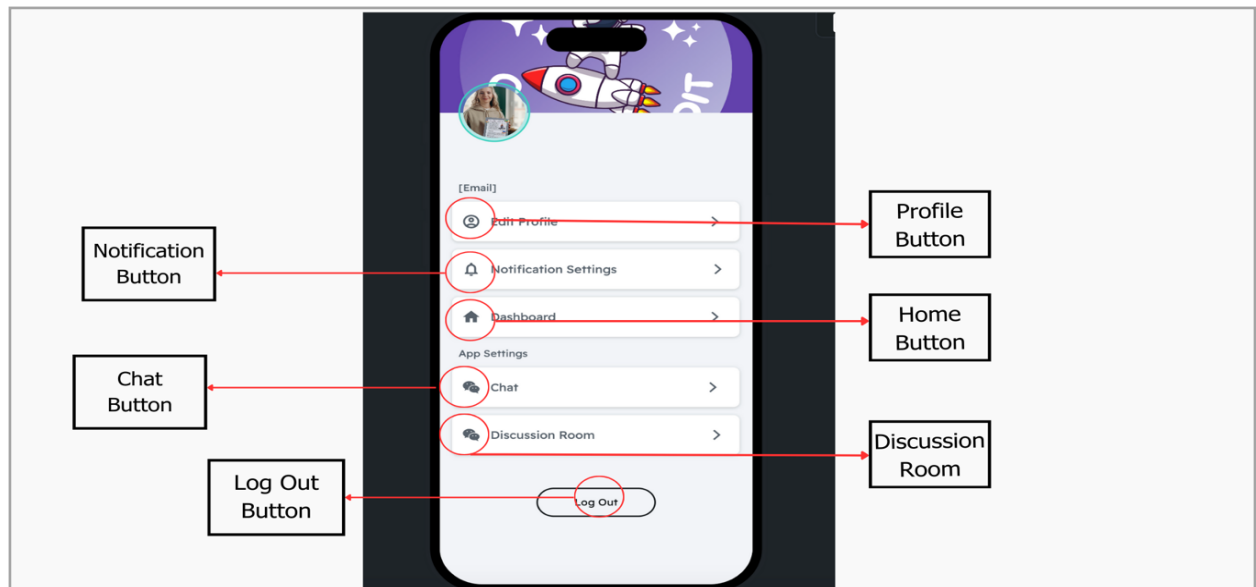 [Email]
Edit Profile
Profile
Button
Notification
Button
Notification Settings
Dashboard
Home
Button
App Settings
Chat
Button
Chat
Discussion Room
Discussion
Room
Log Out
Button
Log Out